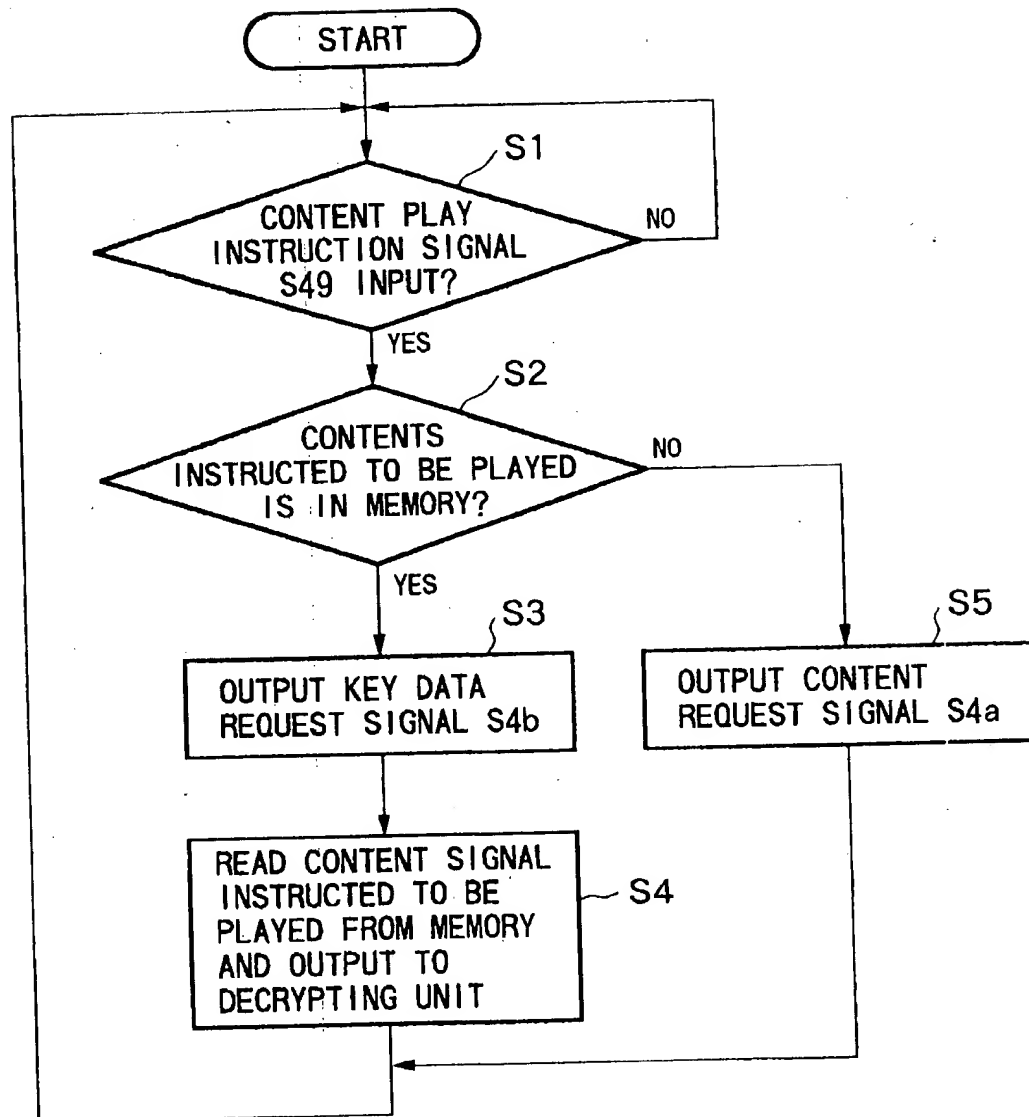 START
S1
CONTENT PLAY
INSTRUCTION SIGNAL
S49 INPUT?
NO
YES
S2
CONTENTS
INSTRUCTED TO BE PLAYED
IS IN MEMORY?
NO
YES
S3
OUTPUT KEY DATA
REQUEST SIGNAL S4b
S5
OUTPUT CONTENT
REQUEST SIGNAL S4a
READ CONTENT SIGNAL
INSTRUCTED TO BE
PLAYED FROM MEMORY
AND OUTPUT TO
DECRYPTING UNIT
S4